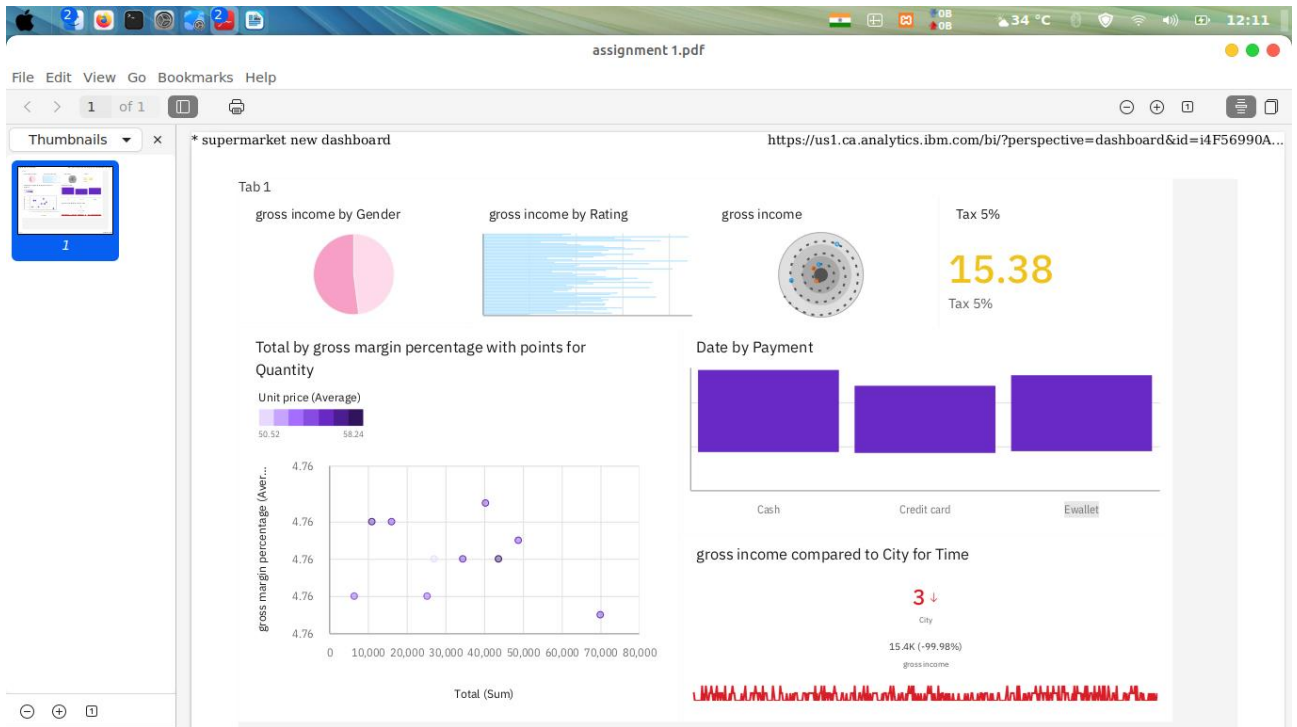 2
2
0B
0B
34 °C
12:11
assignment 1.pdf
File Edit View Go Bookmarks Help
1 of 1
1
Thumbnails
1
1
* supermarket new dashboard
https://us1.ca.analytics.ibm.com/bi/?perspective=dashboard&id=i4F56990A...
Tab 1
gross income by Gender
gross income by Rating
gross income
Tax 5%
15.38
Tax 5%
Total by gross margin percentage with points for
Quantity
Unit price (Average)
50.52 58.24
gross margin percentage (Aver...
4.76
4.76
4.76
4.76
4.76
0 10,000 20,000 30,000 40,000 50,000 60,000 70,000 80,000
Total (Sum)
Date by Payment
Cash Credit card Ewallet
gross income compared to City for Time
3↓
City
15.4K (-99.98%)
gross income